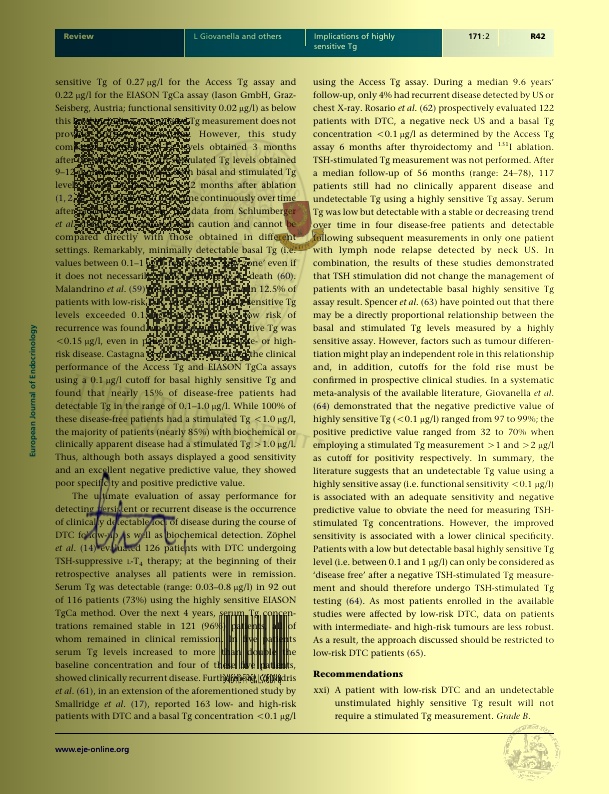 Review
L Giovanella and others
Implications of highly
sensitive Tg
171:2
R42
sensitive Tg of 0.27 µg/l for the Access Tg assay and
0.22 µg/l for the EIASON TgCa assay (Iason GmbH, Graz-
Seisberg, Austria; functional sensitivity 0.02 µg/l) as below
this Tg measurement does not
However, this study
levels obtained 3 months
after stimulated Tg levels obtained
9–12 basal and stimulated Tg
2 months after ablation
(1, 2, continuously over time
after data from Schlumberger
et al. caution and cannot be
compared directly with those obtained in different
settings. Remarkably, minimally detectable basal Tg (i.e.
values between 0.1–1 even if
it does not necessarily death (60).
Malandrino et al. (59) in 12.5% of
patients with low-risk, sensitive Tg
levels exceeded 0.1 low risk of
recurrence was found Tg was
<0.15 µg/l, even in or high-
risk disease. Castagna the clinical
performance of the Access Tg and EIASON TgCa assays
using a 0.1 µg/l cutoff for basal highly sensitive Tg and
found that nearly 15% of disease-free patients had
detectable Tg in the range of 0.1–1.0 µg/l. While 100% of
these disease-free patients had a stimulated Tg <1.0 µg/l,
the majority of patients (nearly 85%) with biochemical or
clinically apparent disease had a stimulated Tg >1.0 µg/l.
Thus, although both assays displayed a good sensitivity
and an excellent negative predictive value, they showed
poor specificity and positive predictive value.
The ultimate evaluation of assay performance for
detecting persistent or recurrent disease is the occurrence
of clinically detectable foci of disease during the course of
DTC follow-up as well as biochemical detection. Zöphel
et al. (14) evaluated 126 patients with DTC undergoing
TSH-suppressive L-T4 therapy; at the beginning of their
retrospective analyses all patients were in remission.
Serum Tg was detectable (range: 0.03–0.8 µg/l) in 92 out
of 116 patients (73%) using the highly sensitive EIASON
TgCa method. Over the next 4 years, serum Tg concen-
trations remained stable in 121 (96%) patients, all of
whom remained in clinical remission. In five patients
serum Tg levels increased to more than double the
baseline concentration and four of these five patients,
showed clinically recurrent disease. Furthermore,
et al. (61), in an extension of the aforementioned study by
Smallridge et al. (17), reported 163 low- and high-risk
patients with DTC and a basal Tg concentration <0.1 µg/l
using the Access Tg assay. During a median 9.6 years'
follow-up, only 4% had recurrent disease detected by US or
chest X-ray. Rosario et al. (62) prospectively evaluated 122
patients with DTC, a negative neck US and a basal Tg
concentration <0.1 µg/l as determined by the Access Tg
assay 6 months after thyroidectomy and 131I ablation.
TSH-stimulated Tg measurement was not performed. After
a median follow-up of 56 months (range: 24–78), 117
patients still had no clinically apparent disease and
undetectable Tg using a highly sensitive Tg assay. Serum
Tg was low but detectable with a stable or decreasing trend
over time in four disease-free patients and detectable
following subsequent measurements in only one patient
with lymph node relapse detected by neck US. In
combination, the results of these studies demonstrated
that TSH stimulation did not change the management of
patients with an undetectable basal highly sensitive Tg
assay result. Spencer et al. (63) have pointed out that there
may be a directly proportional relationship between the
basal and stimulated Tg levels measured by a highly
sensitive assay. However, factors such as tumour differen-
tiation might play an independent role in this relationship
and, in addition, cutoffs for the fold rise must be
confirmed in prospective clinical studies. In a systematic
meta-analysis of the available literature, Giovanella et al.
(64) demonstrated that the negative predictive value of
highly sensitive Tg (<0.1 µg/l) ranged from 97 to 99%; the
positive predictive value ranged from 32 to 70% when
employing a stimulated Tg measurement >1 and >2 µg/l
as cutoff for positivity respectively. In summary, the
literature suggests that an undetectable Tg value using a
highly sensitive assay (i.e. functional sensitivity <0.1 µg/l)
is associated with an adequate sensitivity and negative
predictive value to obviate the need for measuring TSH-
stimulated Tg concentrations. However, the improved
sensitivity is associated with a lower clinical specificity.
Patients with a low but detectable basal highly sensitive Tg
level (i.e. between 0.1 and 1 µg/l) can only be considered as
'disease free' after a negative TSH-stimulated Tg measure-
ment and should therefore undergo TSH-stimulated Tg
testing (64). As most patients enrolled in the available
studies were affected by low-risk DTC, data on patients
with intermediate- and high-risk tumours are less robust.
As a result, the approach discussed should be restricted to
low-risk DTC patients (65).
Recommendations
xxi) A patient with low-risk DTC and an undetectable
unstimulated highly sensitive Tg result will not
require a stimulated Tg measurement. Grade B.
European Journal of Endocrinology
www.eje-online.org